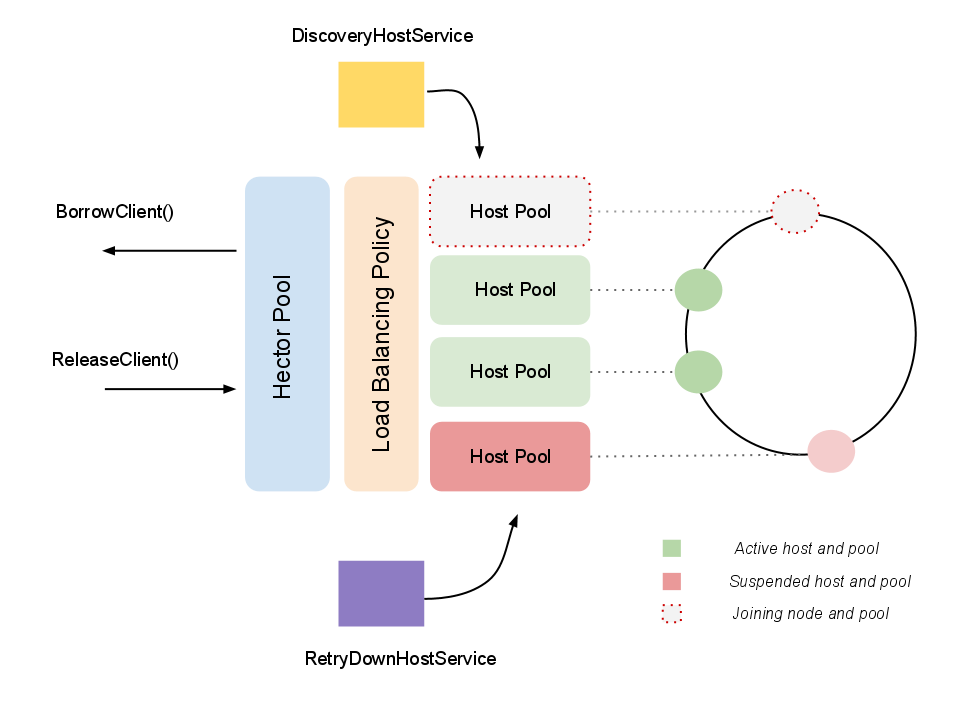 DiscoveryHostService
BorrowClient()
ReleaseClient()
Hector Pool
Load Balancing Policy
Host Pool
Host Pool
Host Pool
Host Pool
Active host and pool
Suspended host and pool
Joining node and pool
RetryDownHostService